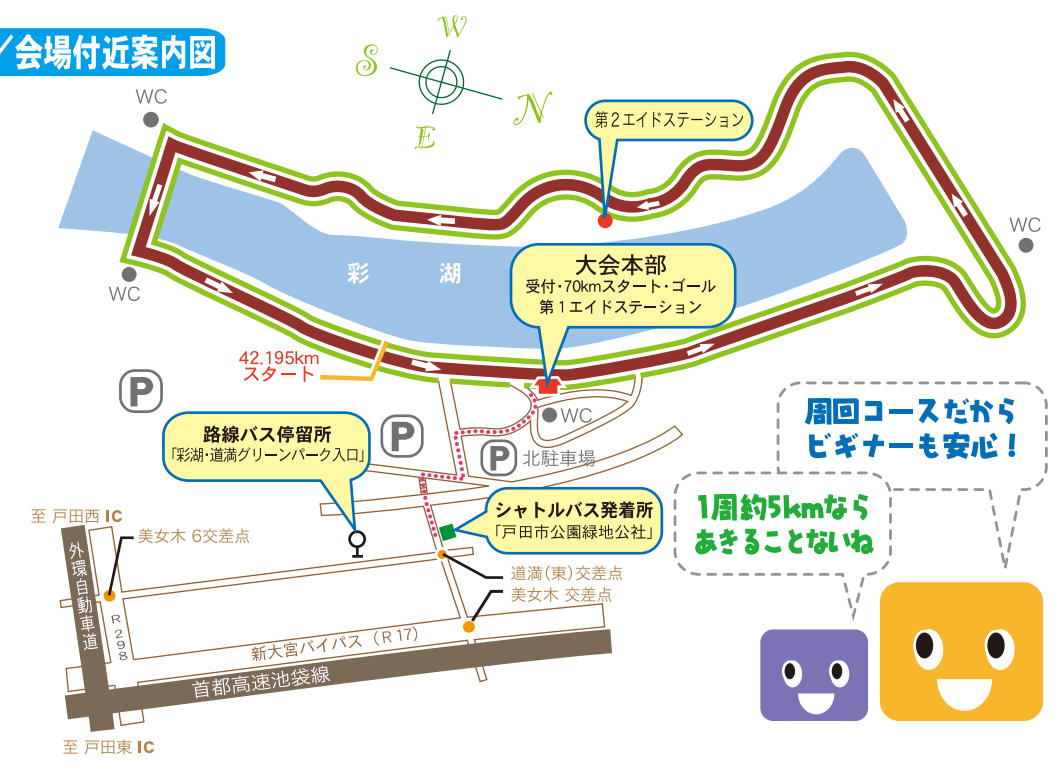 ／会場付近案内図
W
S
N
E
WC
第2エイドステーション
WC
WC
彩 湖
大会本部
受付・70kmスタート・ゴール
第1エイドステーション
42.195km
スタート
P
P
WC
P 北駐車場
路線バス停留所
「彩湖・道満グリーンパーク入口」
周回コースだから
ビギナーも安心！
シャトルバス発着所
「戸田市公園緑地公社」
1周約5kmなら
あきることないね
至 戸田西 IC
美女木 6交差点
外環自動車道
R298
道満（東）交差点
美女木 交差点
新大宮バイパス（R17）
首都高速池袋線
至 戸田東 IC